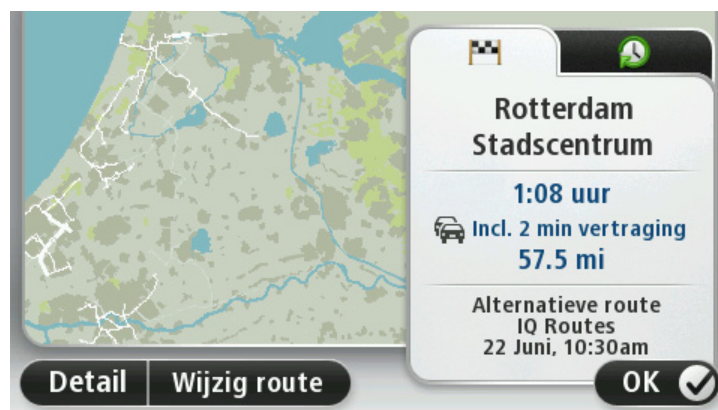 Rotterdam
Stadscentrum
1:08 uur
Incl. 2 min vertraging
57.5 mi
Alternatieve route
IQ Routes
22 Juni, 10:30am
Detail
Wijzig route
OK